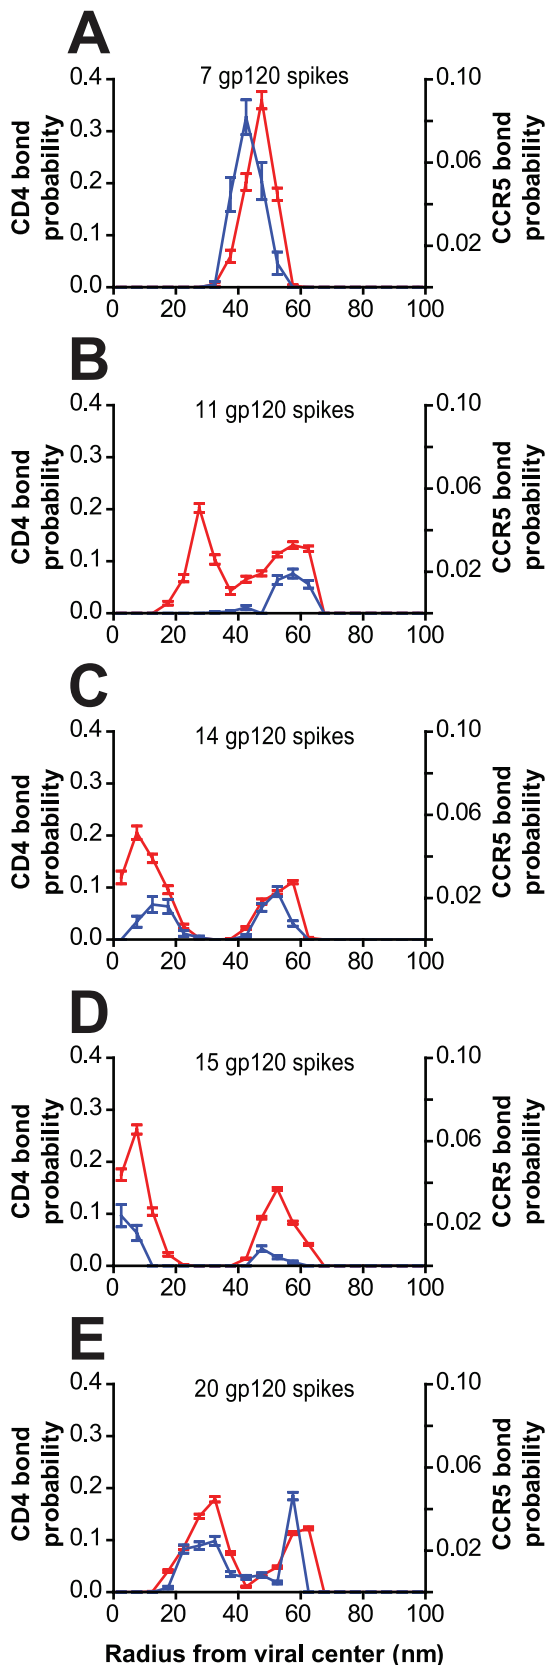 A
7 gp120 spikes
0.4
0.3
0.2
0.1
0.0
CD4 bond
probability
0.10
0.06
0.02
CCR5 bond
probability
0 20 40 60 80 100
B
11 gp120 spikes
0.4
0.3
0.2
0.1
0.0
CD4 bond
probability
0.10
0.06
0.02
CCR5 bond
probability
0 20 40 60 80 100
C
14 gp120 spikes
0.4
0.3
0.2
0.1
0.0
CD4 bond
probability
0.10
0.06
0.02
CCR5 bond
probability
0 20 40 60 80 100
D
15 gp120 spikes
0.4
0.3
0.2
0.1
0.0
CD4 bond
probability
0.10
0.06
0.02
CCR5 bond
probability
0 20 40 60 80 100
E
20 gp120 spikes
0.4
0.3
0.2
0.1
0.0
CD4 bond
probability
0.10
0.06
0.02
CCR5 bond
probability
0 20 40 60 80 100
Radius from viral center (nm)